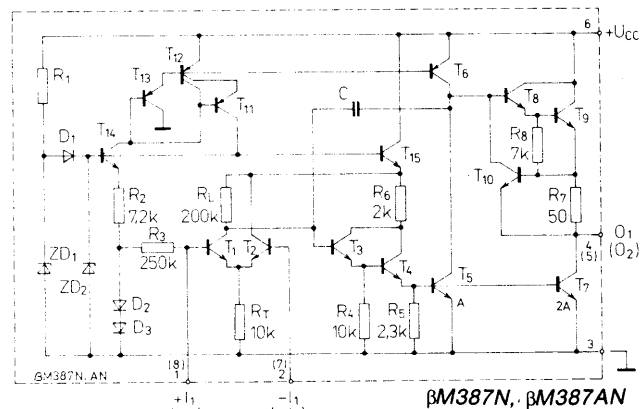 6
+UCC
T12
T13
T6
R1
T11
C
T8
T9
D1
T14
R8
7k
T15
T10
R2
7,2k
RL
200k
R6
2k
R7
50
O1
(O2)
4
(5)
R3
250k
T1
T2
T3
T4
T5
T7
ZD1
ZD2
D2
D3
RT
10k
R4
10k
R5
2,3k
A
2A
3
βM387N, AN
(8)
1
(7)
2
+I1
-I1
βM387N, βM387AN